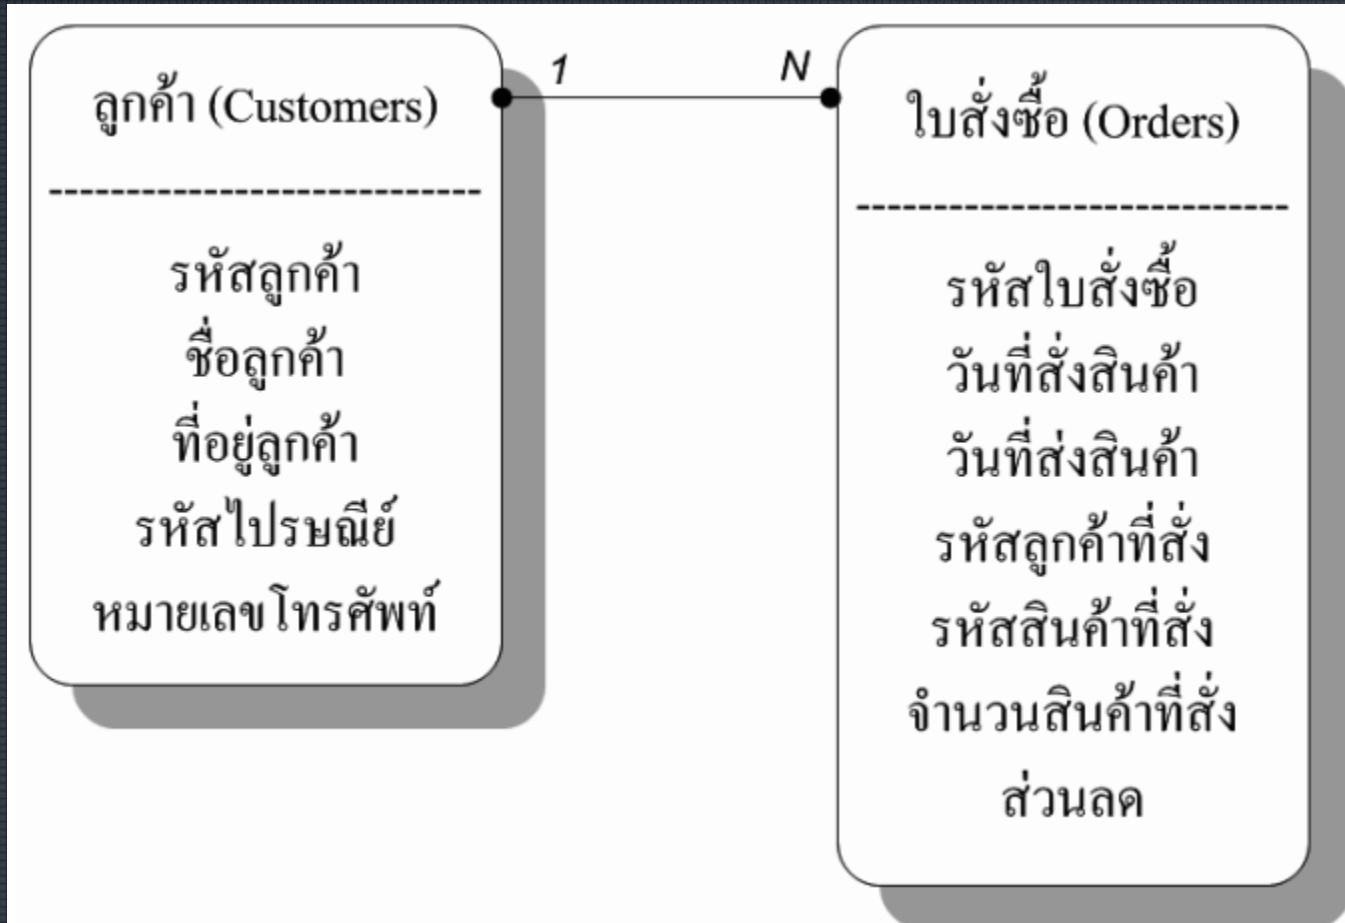 ลูกค้า (Customers)
----------------------------
รหัสลูกค้า
ชื่อลูกค้า
ที่อยู่ลูกค้า
รหัสไปรษณีย์
หมายเลขโทรศัพท์
1
N
ใบสั่งซื้อ (Orders)
----------------------------
รหัสใบสั่งซื้อ
วันที่สั่งสินค้า
วันที่ส่งสินค้า
รหัสลูกค้าที่สั่ง
รหัสสินค้าที่สั่ง
จำนวนสินค้าที่สั่ง
ส่วนลด